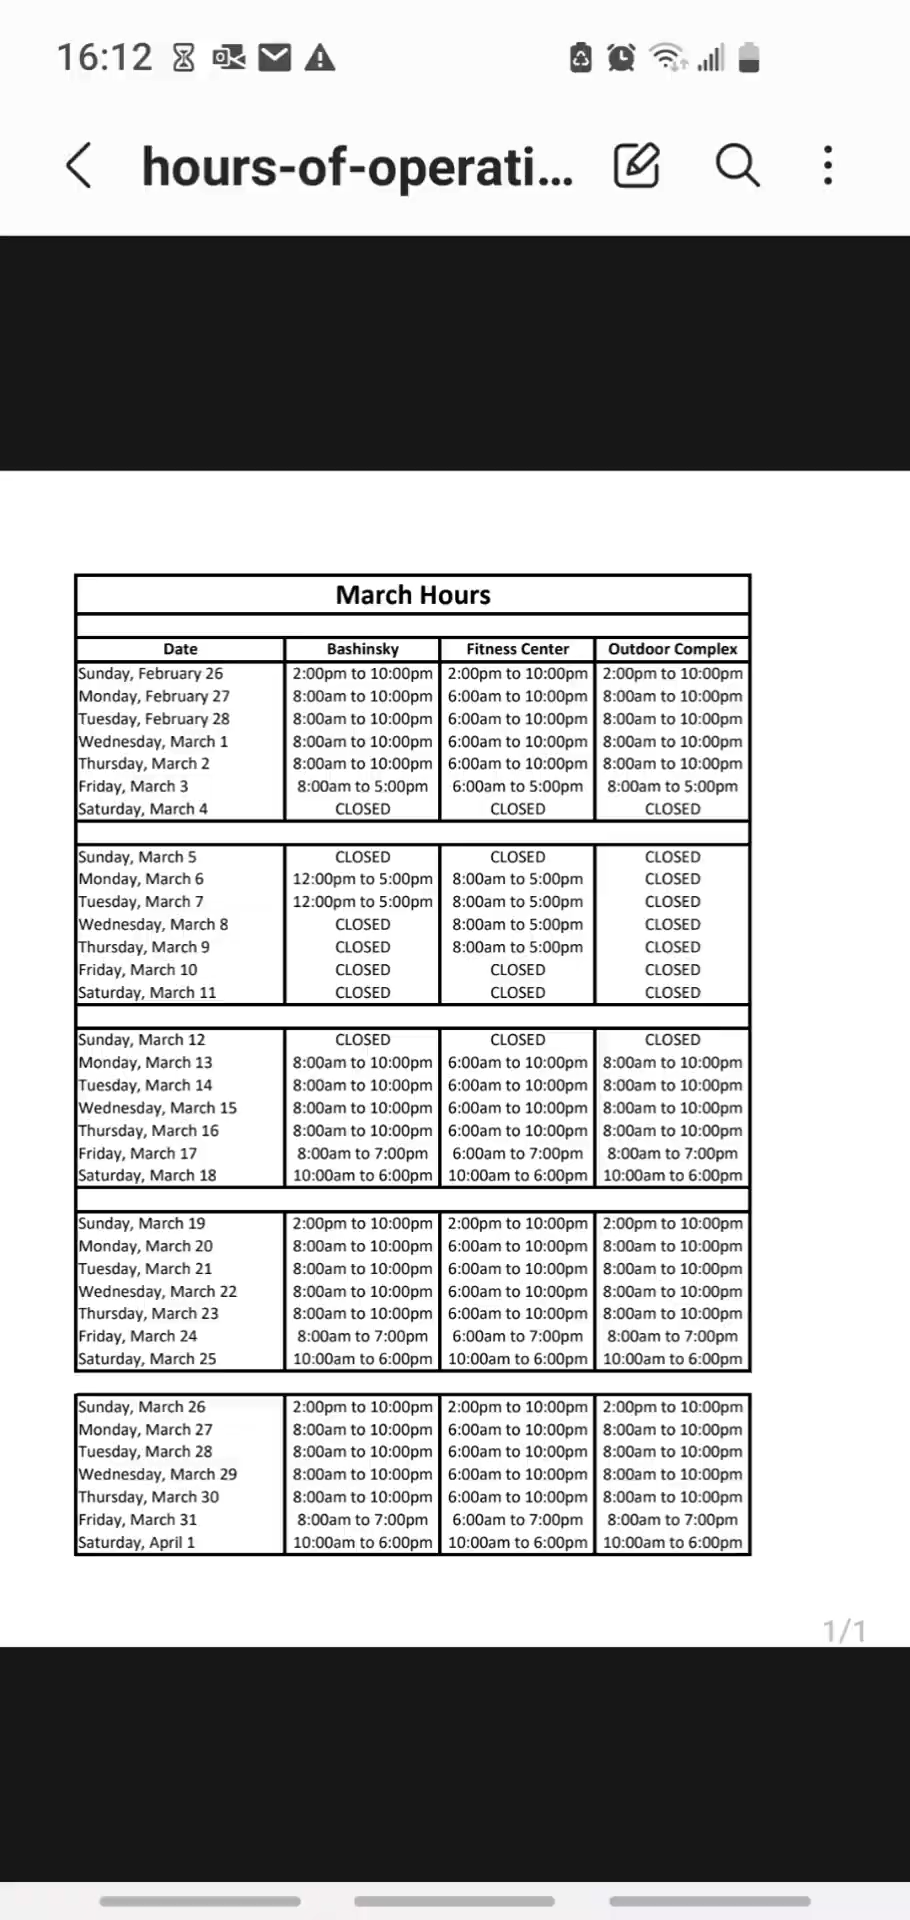 16:12
hours-of-operati...
March Hours
Date Bashinsky Fitness Center Outdoor Complex
Sunday, February 26 2:00pm to 10:00pm 2:00pm to 10:00pm 2:00pm to 10:00pm
Monday, February 27 8:00am to 10:00pm 6:00am to 10:00pm 8:00am to 10:00pm
Tuesday, February 28 8:00am to 10:00pm 6:00am to 10:00pm 8:00am to 10:00pm
Wednesday, March 1 8:00am to 10:00pm 6:00am to 10:00pm 8:00am to 10:00pm
Thursday, March 2 8:00am to 10:00pm 6:00am to 10:00pm 8:00am to 10:00pm
Friday, March 3 8:00am to 5:00pm 6:00am to 5:00pm 8:00am to 5:00pm
Saturday, March 4 CLOSED CLOSED CLOSED
Sunday, March 5 CLOSED CLOSED CLOSED
Monday, March 6 12:00pm to 5:00pm 8:00am to 5:00pm CLOSED
Tuesday, March 7 12:00pm to 5:00pm 8:00am to 5:00pm CLOSED
Wednesday, March 8 CLOSED 8:00am to 5:00pm CLOSED
Thursday, March 9 CLOSED 8:00am to 5:00pm CLOSED
Friday, March 10 CLOSED CLOSED CLOSED
Saturday, March 11 CLOSED CLOSED CLOSED
Sunday, March 12 CLOSED CLOSED CLOSED
Monday, March 13 8:00am to 10:00pm 6:00am to 10:00pm 8:00am to 10:00pm
Tuesday, March 14 8:00am to 10:00pm 6:00am to 10:00pm 8:00am to 10:00pm
Wednesday, March 15 8:00am to 10:00pm 6:00am to 10:00pm 8:00am to 10:00pm
Thursday, March 16 8:00am to 10:00pm 6:00am to 10:00pm 8:00am to 10:00pm
Friday, March 17 8:00am to 7:00pm 6:00am to 7:00pm 8:00am to 7:00pm
Saturday, March 18 10:00am to 6:00pm 10:00am to 6:00pm 10:00am to 6:00pm
Sunday, March 19 2:00pm to 10:00pm 2:00pm to 10:00pm 2:00pm to 10:00pm
Monday, March 20 8:00am to 10:00pm 6:00am to 10:00pm 8:00am to 10:00pm
Tuesday, March 21 8:00am to 10:00pm 6:00am to 10:00pm 8:00am to 10:00pm
Wednesday, March 22 8:00am to 10:00pm 6:00am to 10:00pm 8:00am to 10:00pm
Thursday, March 23 8:00am to 10:00pm 6:00am to 10:00pm 8:00am to 10:00pm
Friday, March 24 8:00am to 7:00pm 6:00am to 7:00pm 8:00am to 7:00pm
Saturday, March 25 10:00am to 6:00pm 10:00am to 6:00pm 10:00am to 6:00pm
Sunday, March 26 2:00pm to 10:00pm 2:00pm to 10:00pm 2:00pm to 10:00pm
Monday, March 27 8:00am to 10:00pm 6:00am to 10:00pm 8:00am to 10:00pm
Tuesday, March 28 8:00am to 10:00pm 6:00am to 10:00pm 8:00am to 10:00pm
Wednesday, March 29 8:00am to 10:00pm 6:00am to 10:00pm 8:00am to 10:00pm
Thursday, March 30 8:00am to 10:00pm 6:00am to 10:00pm 8:00am to 10:00pm
Friday, March 31 8:00am to 7:00pm 6:00am to 7:00pm 8:00am to 7:00pm
Saturday, April 1 10:00am to 6:00pm 10:00am to 6:00pm 10:00am to 6:00pm
1/1